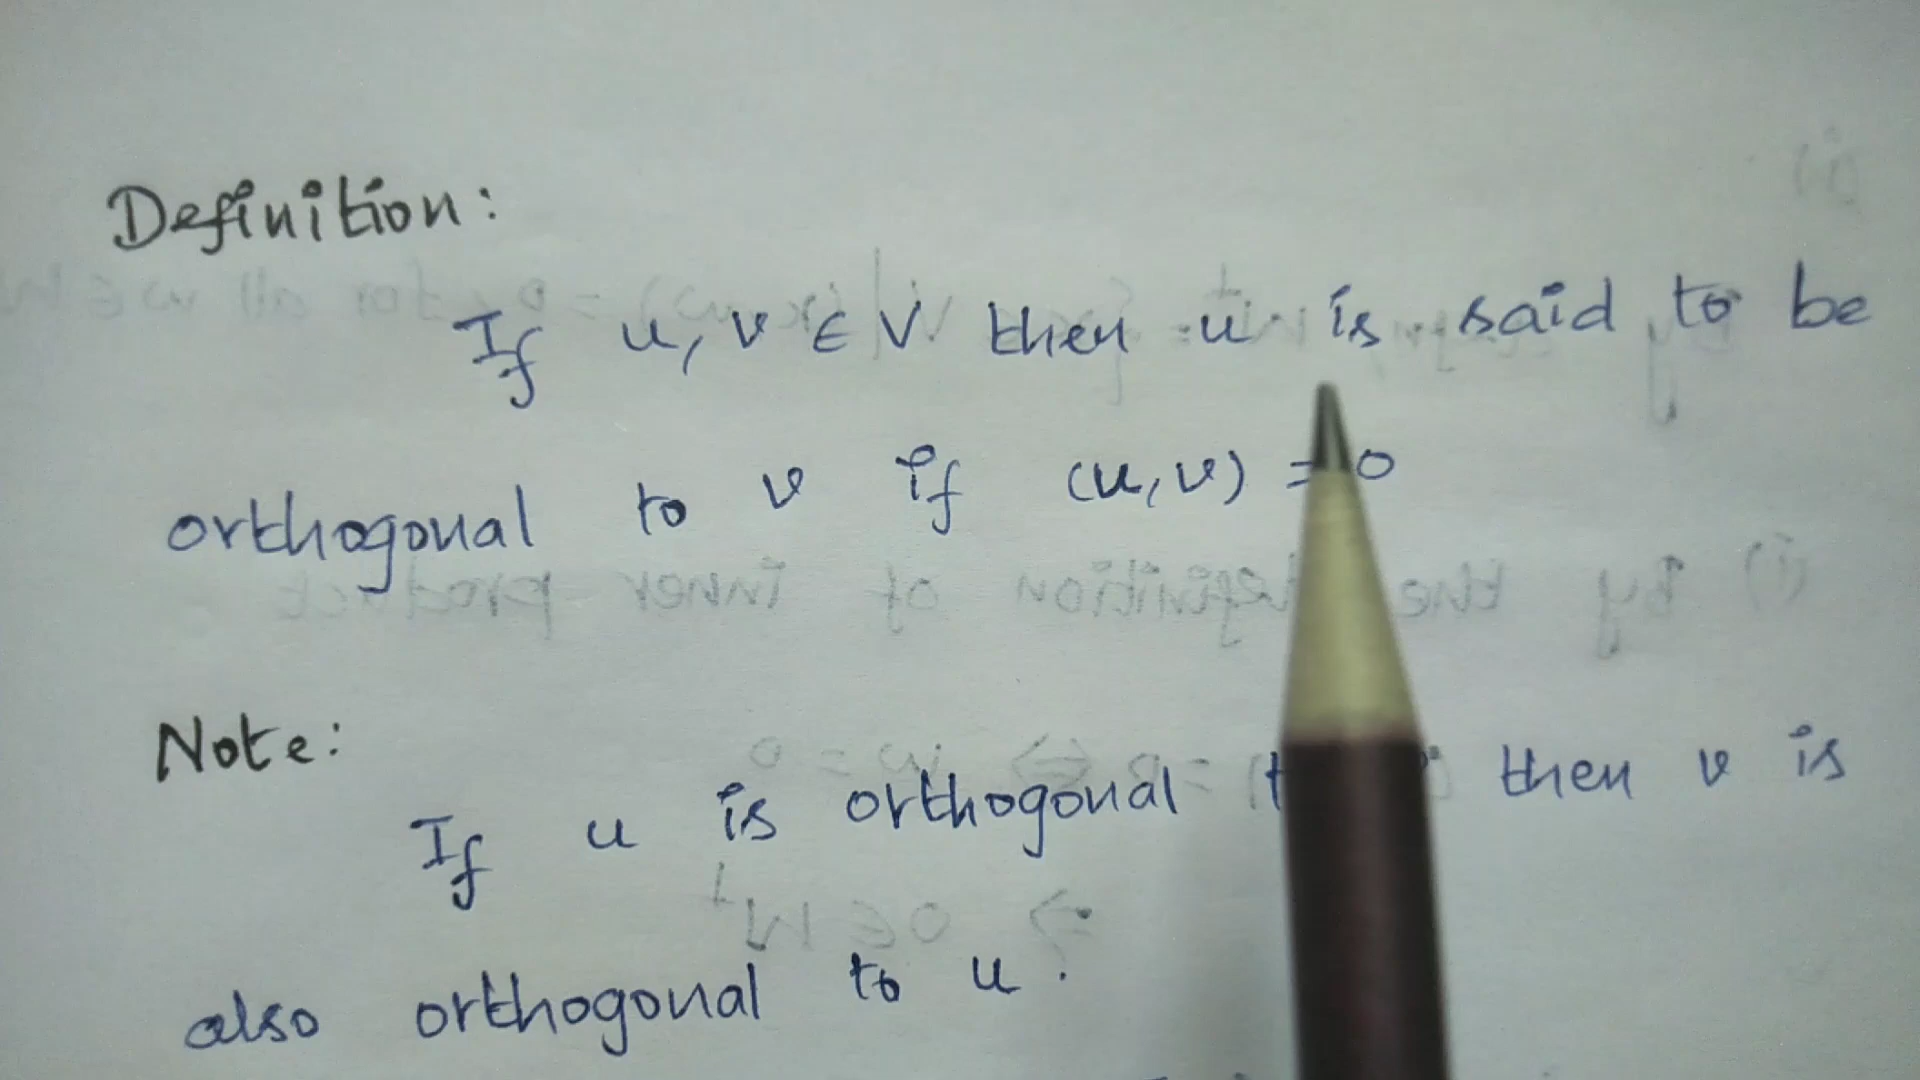 Definition:
If u, v ∈ V then u is said to be
orthogonal to v if (u, v) = 0
Note:
If u is orthogonal then v is
also orthogonal to u.